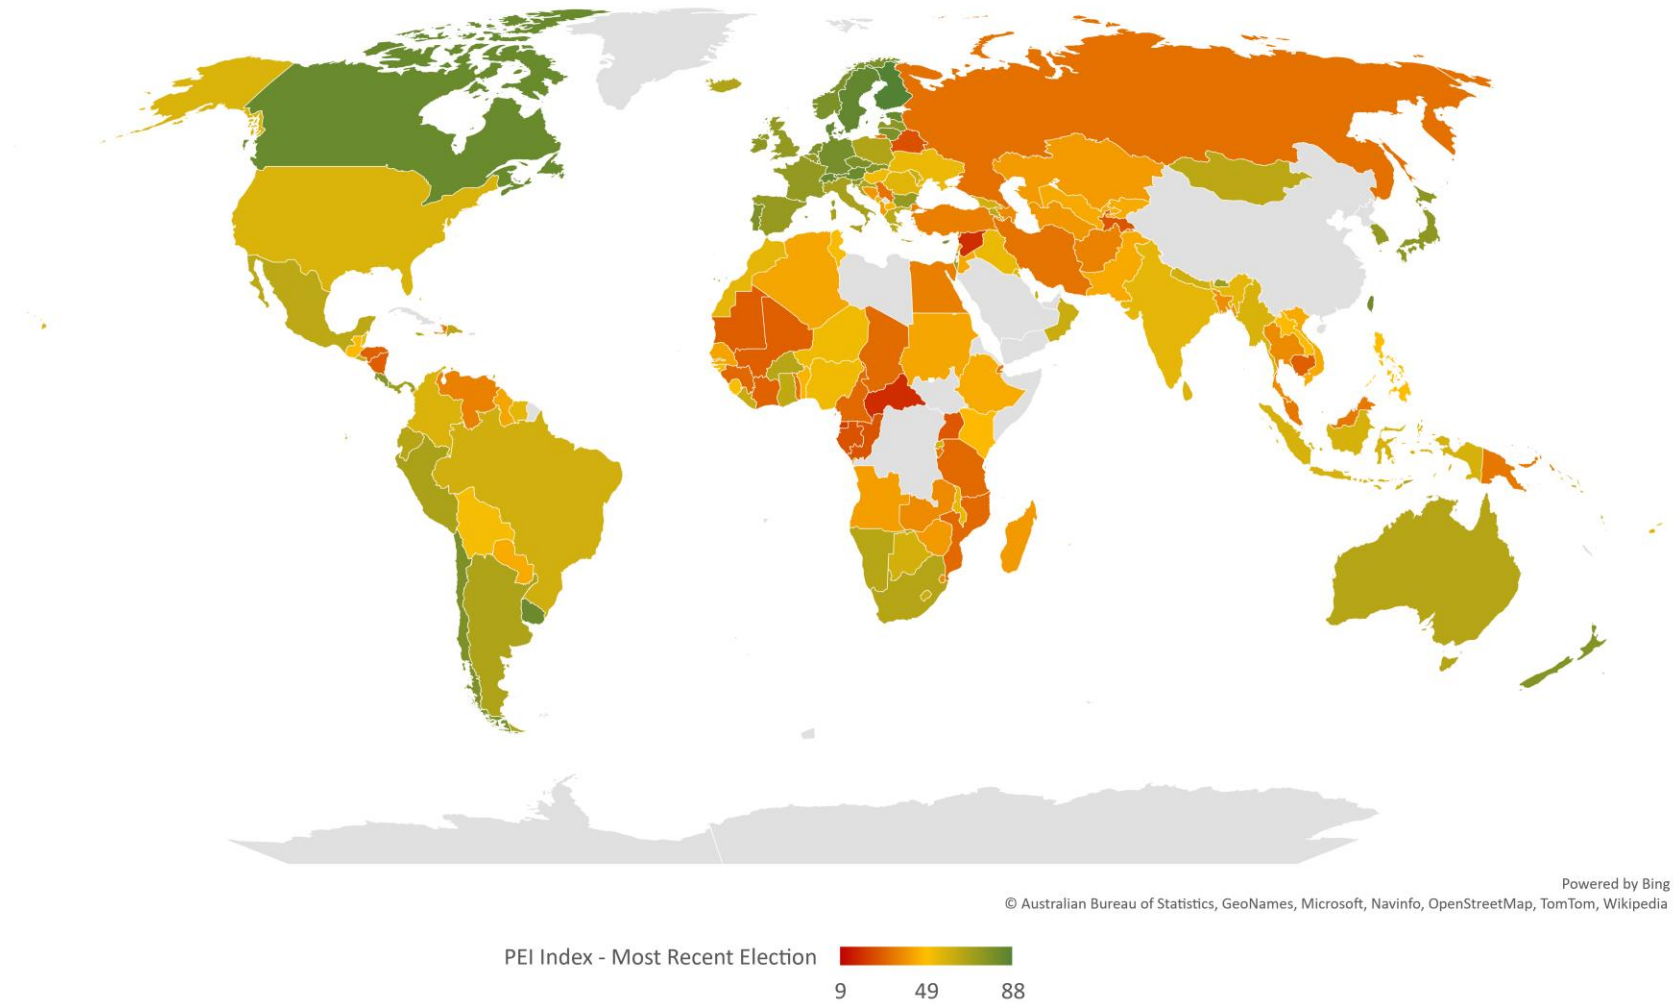 Powered by Bing
© Australian Bureau of Statistics, GeoNames, Microsoft, Navinfo, OpenStreetMap, TomTom, Wikipedia
PEI Index - Most Recent Election
9 49 88